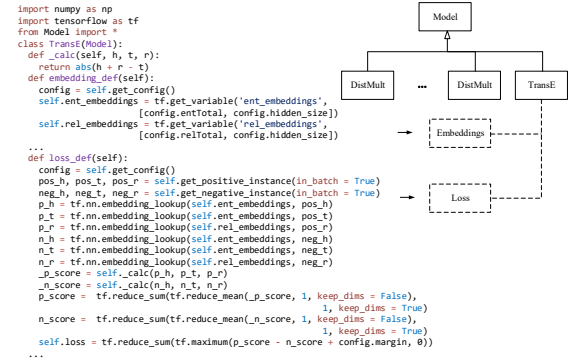 import numpy as np
import tensorflow as tf
from Model import *
class TransE(Model):
def _calc(self, h, t, r):
return abs(h + r - t)
def embedding_def(self):
config = self.get_config()
self.ent_embeddings = tf.get_variable('ent_embeddings',
[config.entTotal, config.hidden_size])
self.rel_embeddings = tf.get_variable('rel_embeddings',
[config.relTotal, config.hidden_size])
...
def loss_def(self):
config = self.get_config()
pos_h, pos_t, pos_r = self.get_positive_instance(in_batch = True)
neg_h, neg_t, neg_r = self.get_negative_instance(in_batch = True)
p_h = tf.nn.embedding_lookup(self.ent_embeddings, pos_h)
p_t = tf.nn.embedding_lookup(self.ent_embeddings, pos_t)
p_r = tf.nn.embedding_lookup(self.rel_embeddings, pos_r)
n_h = tf.nn.embedding_lookup(self.ent_embeddings, neg_h)
n_t = tf.nn.embedding_lookup(self.ent_embeddings, neg_t)
n_r = tf.nn.embedding_lookup(self.rel_embeddings, neg_r)
_p_score = self._calc(p_h, p_t, p_r)
_n_score = self._calc(n_h, n_t, n_r)
p_score = tf.reduce_sum(tf.reduce_mean(_p_score, 1, keep_dims = False),
1, keep_dims = True)
n_score = tf.reduce_sum(tf.reduce_mean(_n_score, 1, keep_dims = False),
1, keep_dims = True)
self.loss = tf.reduce_sum(tf.maximum(p_score - n_score + config.margin, 0))
...
Model
DistMult ... DistMult TransE
Embeddings
Loss